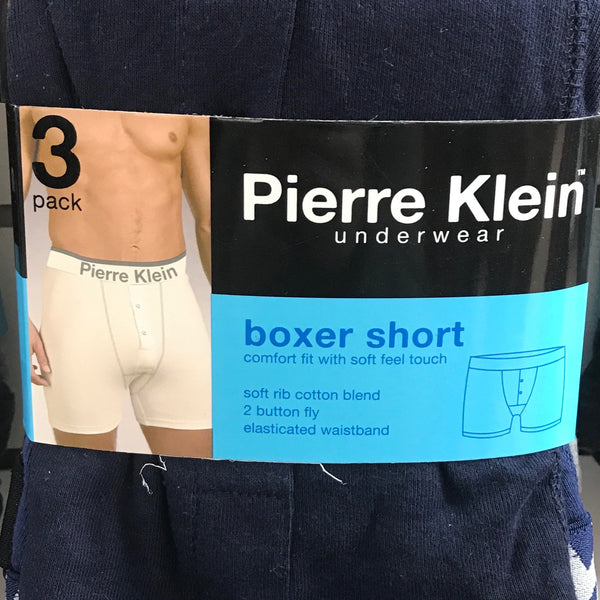 3
pack
Pierre Klein™
underwear
Pierre Klein
boxer short
comfort fit with soft feel touch
soft rib cotton blend
2 button fly
elasticated waistband